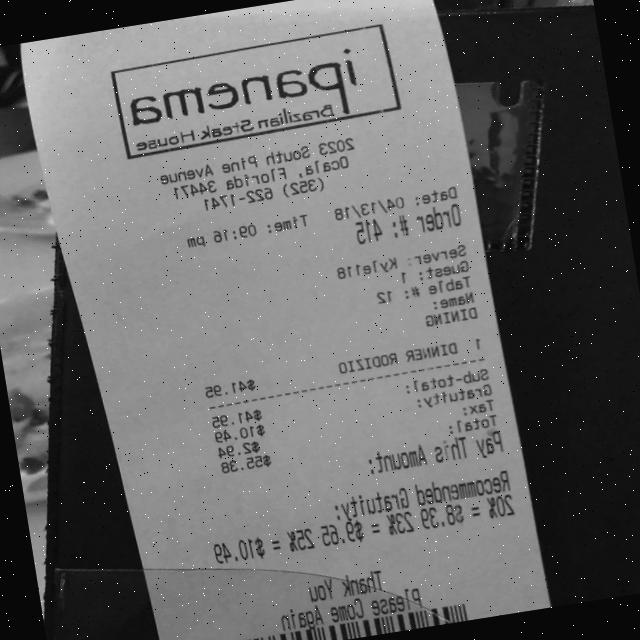 ipanema
Brazilian Steak House
2023 South Pine Avenue
Ocala, Florida 34471
(352) 622-1741
Date: 04/13/18 Time: 09:16 pm
Order #: 415
Server: Kyle118
Guest: 1
Table #: 12
Name:
DINING
1 DINNER RODIZIO $41.95
Sub-total: $41.95
Gratuity: $10.49
Tax: $2.94
Total: $55.38
Pay This Amount:
Recommended Gratuity:
20% = $8.39 23% = $9.65 25% = $10.49
Thank You
Please Come Again